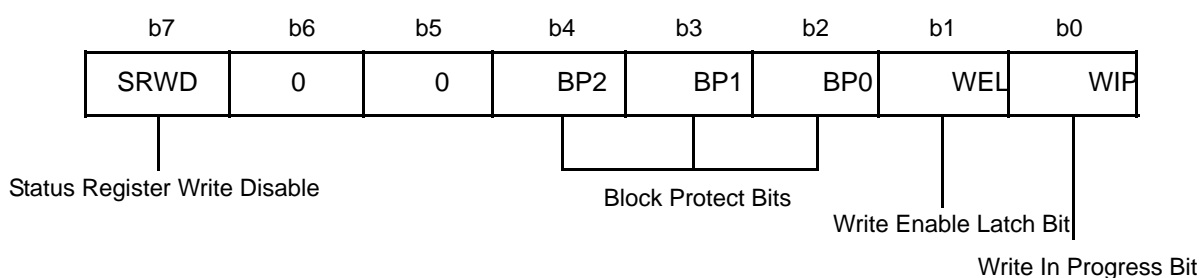 b7 b6 b5 b4 b3 b2 b1 b0
SRWD 0 0 BP2 BP1 BP0 WEL WIP
Status Register Write Disable
Block Protect Bits
Write Enable Latch Bit
Write In Progress Bit